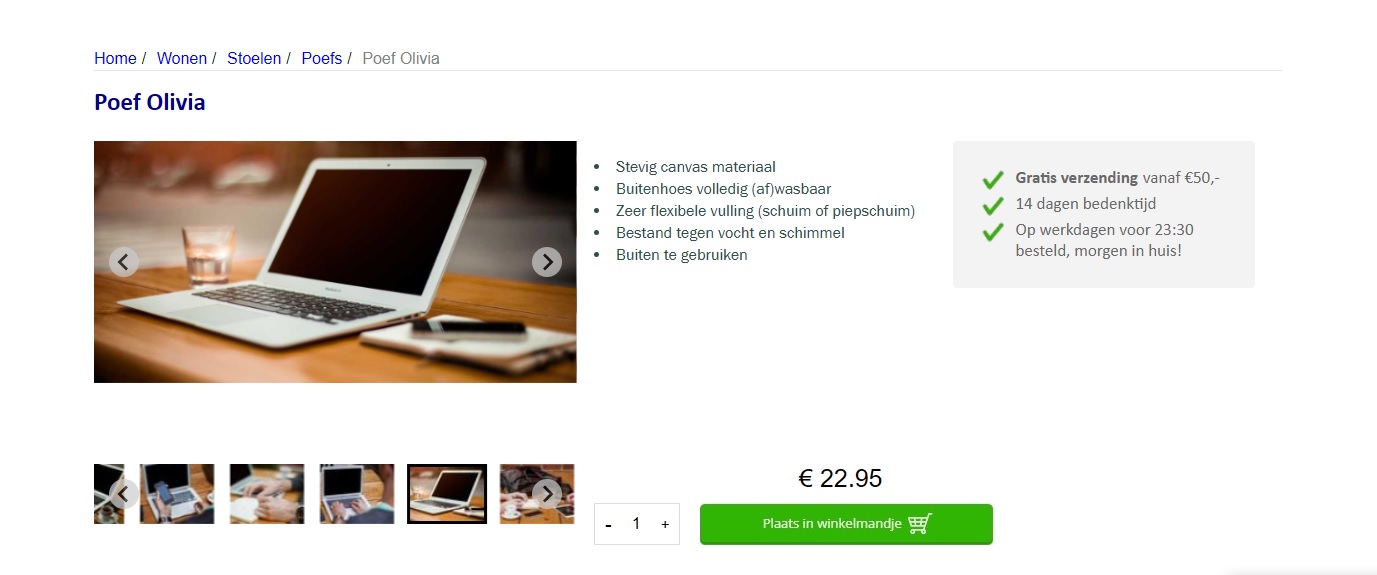 Home / Wonen / Stoelen / Poefs / Poef Olivia
Poef Olivia
• Stevig canvas materiaal
• Buitenhoes volledig (af)wasbaar
• Zeer flexibele vulling (schuim of piepschuim)
• Bestand tegen vocht en schimmel
• Buiten te gebruiken
Gratis verzending vanaf €50,-
14 dagen bedenktijd
Op werkdagen voor 23:30
besteld, morgen in huis!
€ 22.95
- 1 +
Plaats in winkelmandje